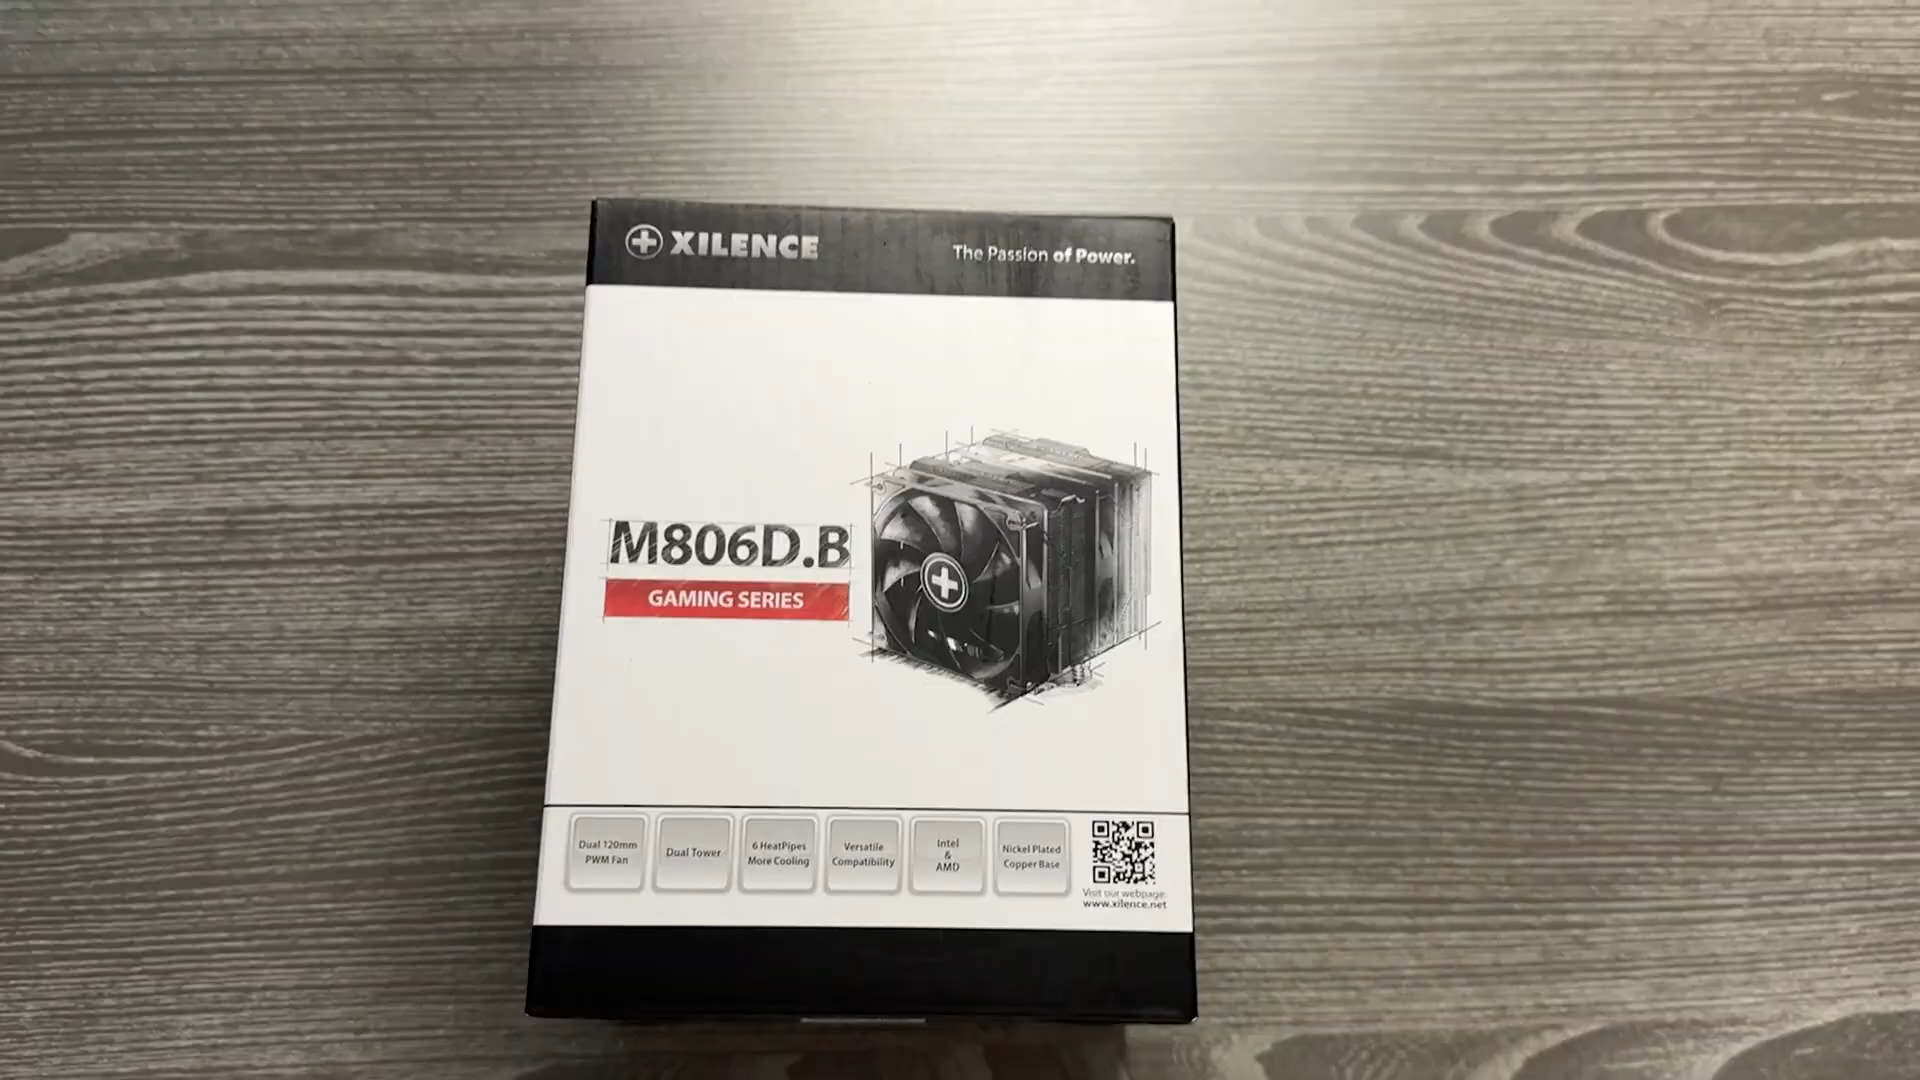 XILENCE
The Passion of Power.
M806D.B
GAMING SERIES
Dual 120mm
PWM Fan
Dual Tower
6 HeatPipes
More Cooling
Versatile
Compatibility
Intel
&
AMD
Nickel Plated
Copper Base
Visit our webpage:
www.xilence.net